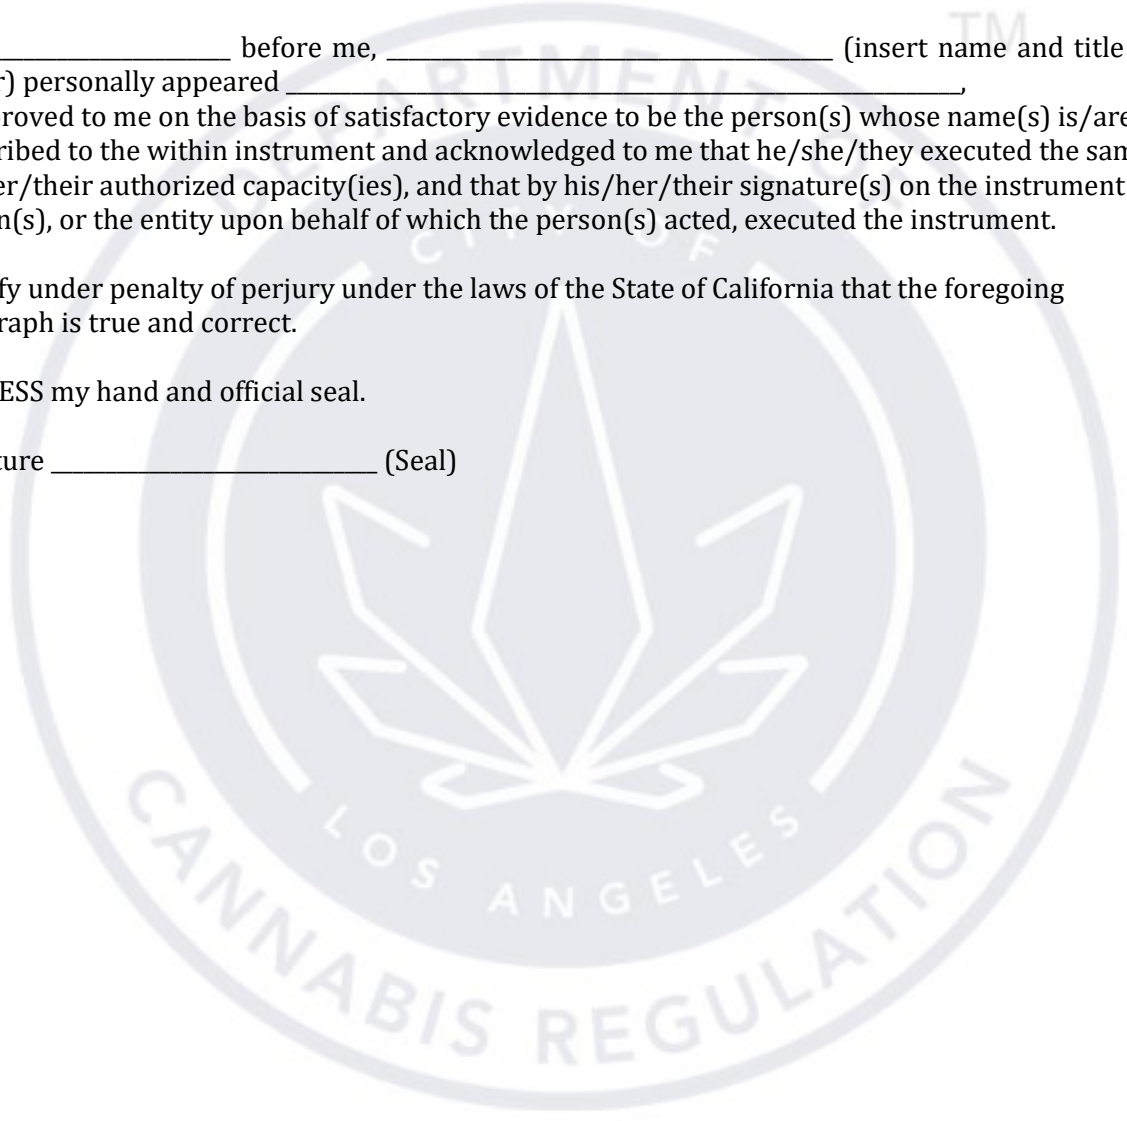 TM
____________________ before me, ________________________________ (insert name and title
r) personally appeared ________________________________________________,
roved to me on the basis of satisfactory evidence to be the person(s) whose name(s) is/are
ribed to the within instrument and acknowledged to me that he/she/they executed the sam
er/their authorized capacity(ies), and that by his/her/their signature(s) on the instrument
n(s), or the entity upon behalf of which the person(s) acted, executed the instrument.
fy under penalty of perjury under the laws of the State of California that the foregoing
raph is true and correct.
ESS my hand and official seal.
ture ________________________ (Seal)
DEPARTMENT OF
CITY OF
LOS ANGELES
CANNABIS REGULATION